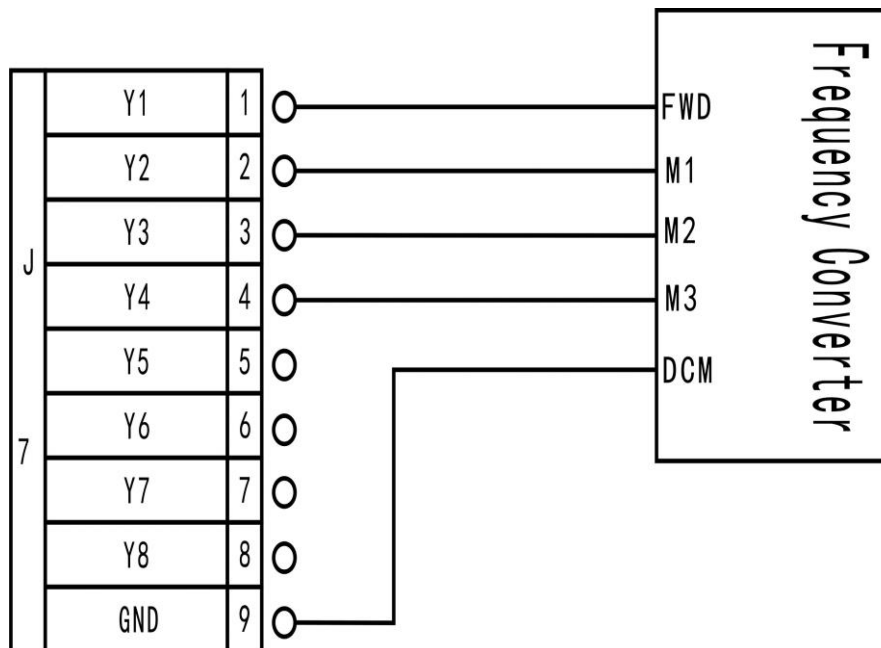 J7
Y1 1
Y2 2
Y3 3
Y4 4
Y5 5
Y6 6
Y7 7
Y8 8
GND 9
FWD
M1
M2
M3
DCM
Frequency Converter